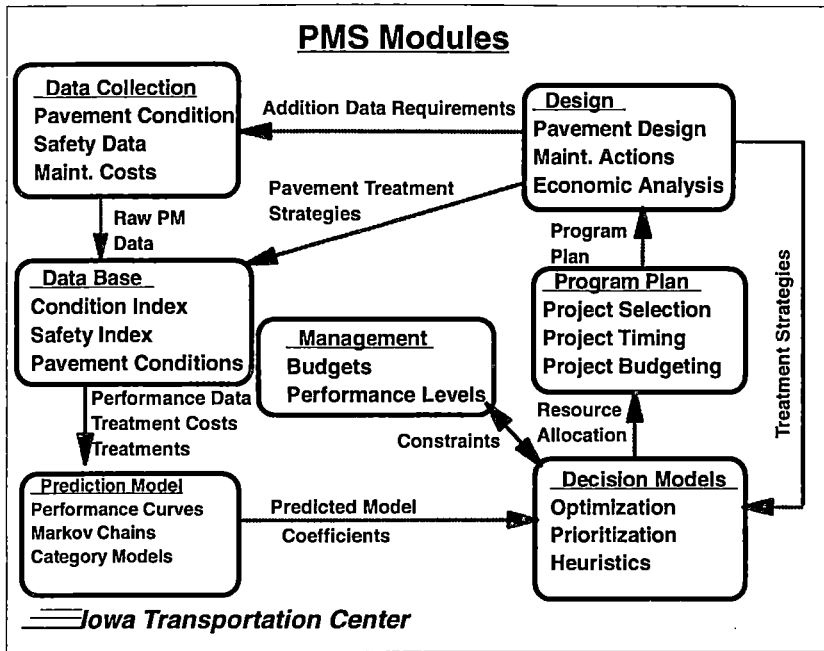 PMS Modules
Data Collection
Pavement Condition
Safety Data
Maint. Costs
Addition Data Requirements
Design
Pavement Design
Maint. Actions
Economic Analysis
Pavement Treatment
Strategies
Raw PM
Data
Program
Plan
Treatment Strategies
Data Base
Condition Index
Safety Index
Pavement Conditions
Management
Budgets
Performance Levels
Program Plan
Project Selection
Project Timing
Project Budgeting
Performance Data
Treatment Costs
Treatments
Constraints
Resource
Allocation
Prediction Model
Performance Curves
Markov Chains
Category Models
Predicted Model
Coefficients
Decision Models
Optimization
Prioritization
Heuristics
Iowa Transportation Center